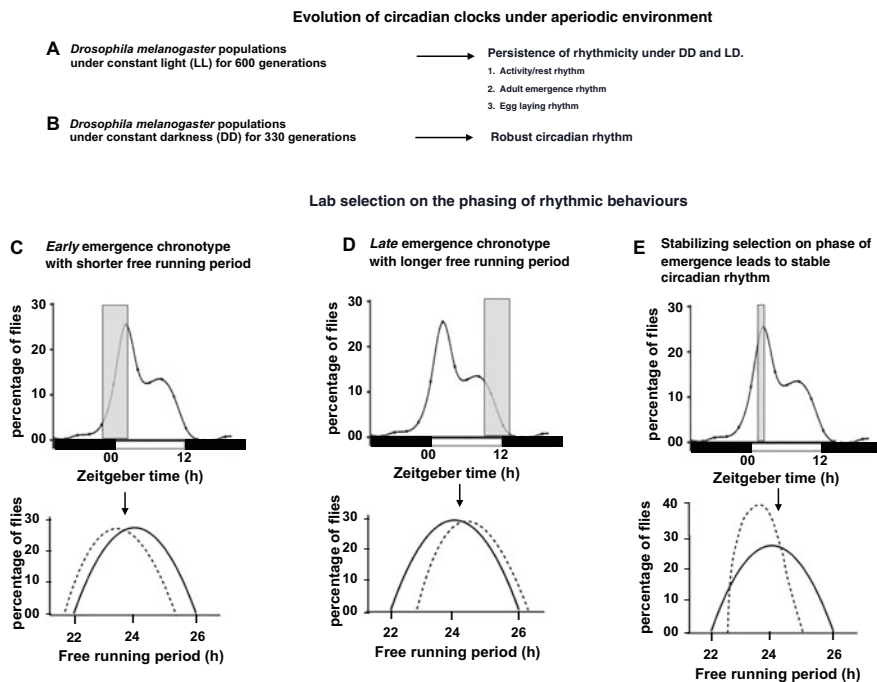 Evolution of circadian clocks under aperiodic environment
A Drosophila melanogaster populations
under constant light (LL) for 600 generations
Persistence of rhythmicity under DD and LD.
1. Activity/rest rhythm
2. Adult emergence rhythm
3. Egg laying rhythm
B Drosophila melanogaster populations
under constant darkness (DD) for 330 generations
Robust circadian rhythm
Lab selection on the phasing of rhythmic behaviours
C Early emergence chronotype
with shorter free running period
percentage of flies
30
20
10
00
00 12
Zeitgeber time (h)
percentage of flies
30
20
10
00
22 24 26
Free running period (h)
D Late emergence chronotype
with longer free running period
percentage of flies
30
20
10
00
00 12
Zeitgeber time (h)
percentage of flies
30
20
10
00
22 24 26
Free running period (h)
E Stabilizing selection on phase of
emergence leads to stable
circadian rhythm
percentage of flies
30
20
10
00
00 12
Zeitgeber time (h)
percentage of flies
40
30
20
10
00
22 24 26
Free running period (h)